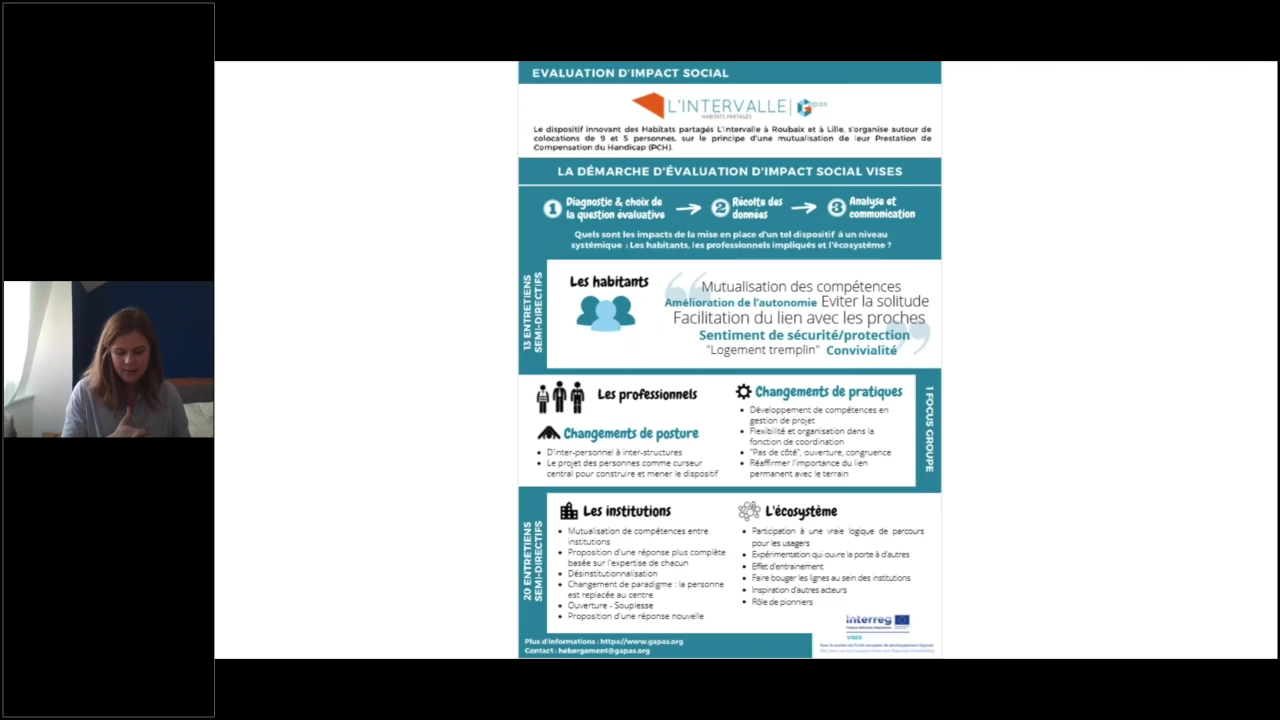 EVALUATION D'IMPACT SOCIAL
L'INTERVALLE
HABITATS PARTAGÉS
gapas
Le dispositif innovant des Habitats partagés L'Intervalle à Roubaix et à Lille, s'organise autour de
colocations de 9 et 5 personnes, sur le principe d'une mutualisation de leur Prestation de
Compensation du Handicap (PCH).
LA DÉMARCHE D'ÉVALUATION D'IMPACT SOCIAL VISES
1 Diagnostic & choix de
la question évaluative
2 Récolte des
données
3 Analyse et
communication
Quels sont les impacts de la mise en place d'un tel dispositif à un niveau
systémique : Les habitants, les professionnels impliqués et l'écosystème ?
13 ENTRETIENS
SEMI-DIRECTIFS
Les habitants
Mutualisation des compétences
Amélioration de l'autonomie Eviter la solitude
Facilitation du lien avec les proches
Sentiment de sécurité/protection
"Logement tremplin" Convivialité
Les professionnels
Changements de posture
• D'inter-personnel à inter-structures
• Le projet des personnes comme curseur
central pour construire et mener le dispositif
Changements de pratiques
• Développement de compétences en
gestion de projet
• Flexibilité et organisation dans la
fonction de coordination
• "Pas de côté", ouverture, congruence
• Réaffirmer l'importance du lien
permanent avec le terrain
1 FOCUS GROUPE
20 ENTRETIENS
SEMI-DIRECTIFS
Les institutions
• Mutualisation de compétences entre
institutions
• Proposition d'une réponse plus complète
basée sur l'expertise de chacun
• Désinstitutionnalisation
• Changement de paradigme : la personne
est replacée au centre
• Ouverture - Souplesse
• Proposition d'une réponse nouvelle
L'écosystème
• Participation à une vraie logique de parcours
pour les usagers
• Expérimentation qui ouvre la porte à d'autres
• Effet d'entrainement
• Faire bouger les lignes au sein des institutions
• Inspiration d'autres acteurs
• Rôle de pionniers
Plus d'informations : https://www.gapas.org
Contact : hebergement@gapas.org
Interreg
VISES